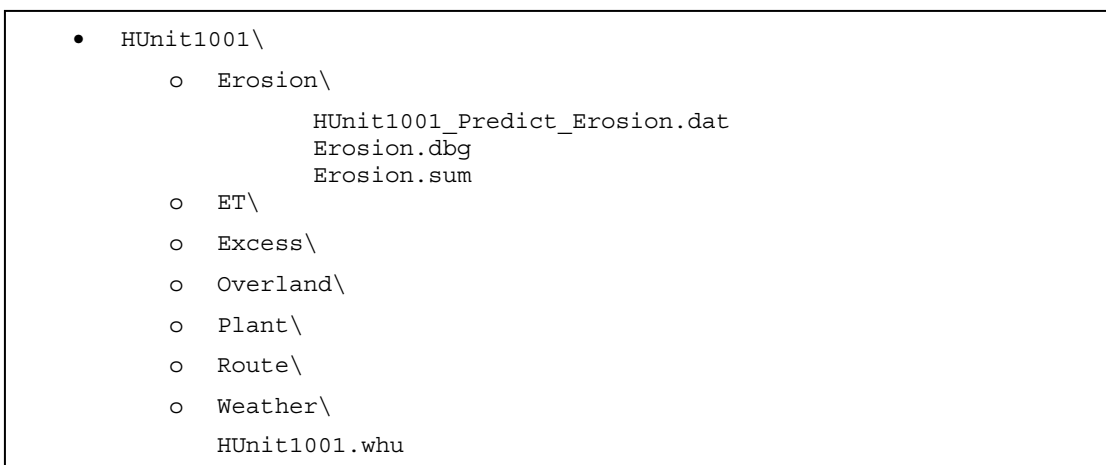 • HUnit1001\
o Erosion\
HUnit1001_Predict_Erosion.dat
Erosion.dbg
Erosion.sum
o ET\
o Excess\
o Overland\
o Plant\
o Route\
o Weather\
HUnit1001.whu